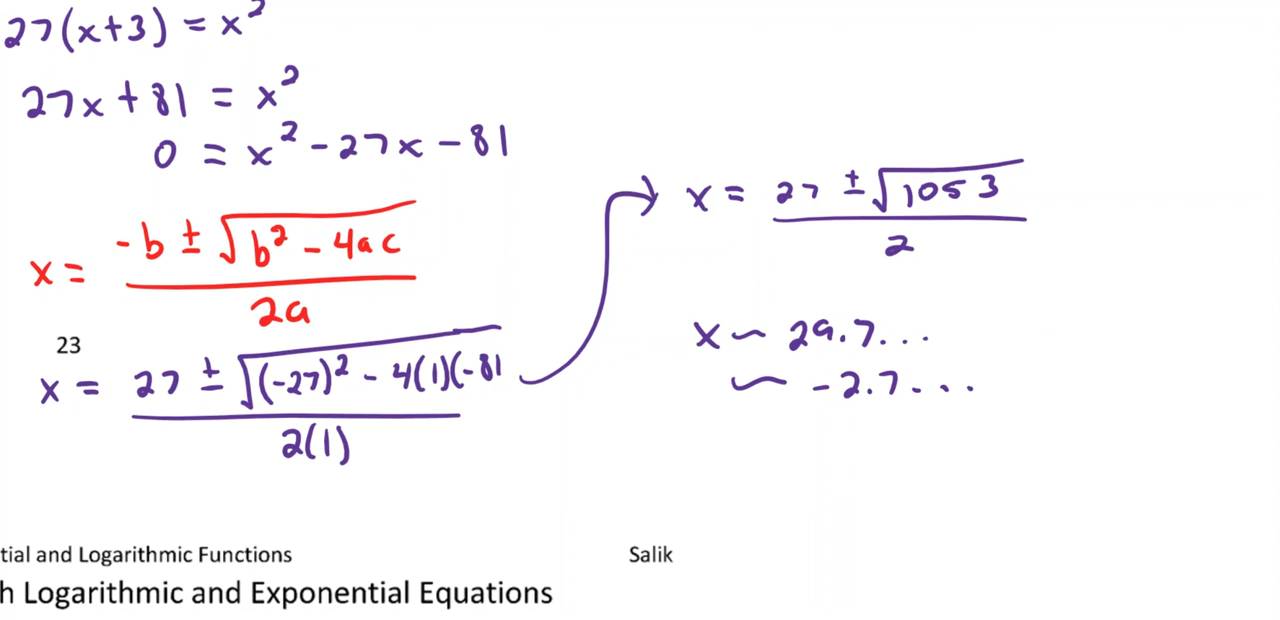 27(x+3) = x²
27x + 81 = x²
0 = x² - 27x - 81
x = (-b ± √(b² - 4ac)) / 2a
23
x = (27 ± √((-27)² - 4(1)(-81)) / 2(1)
x = (27 ± √1053) / 2
x ~ 29.7...
~ -2.7...
tial and Logarithmic Functions
Salik
h Logarithmic and Exponential Equations